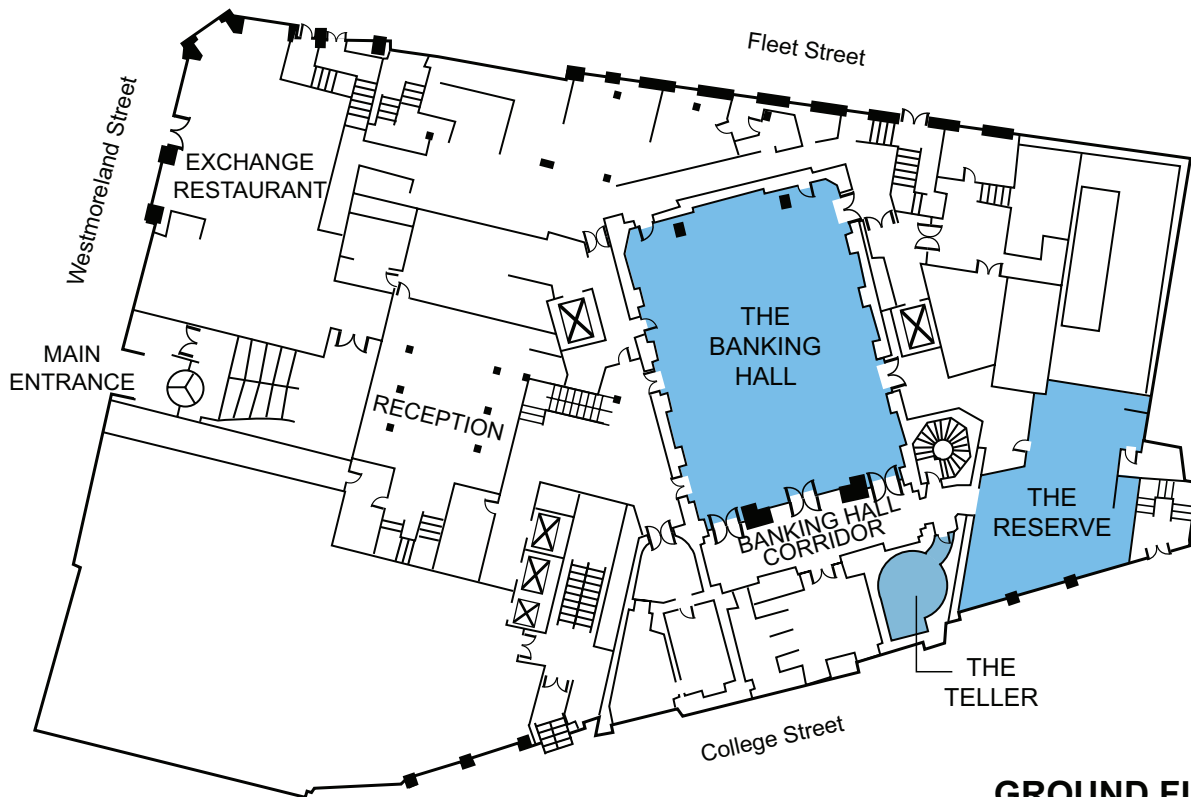 Fleet Street
Westmoreland Street
EXCHANGE
RESTAURANT
MAIN
ENTRANCE
RECEPTION
THE
BANKING
HALL
BANKING HALL
CORRIDOR
THE
RESERVE
THE
TELLER
College Street
GROUND